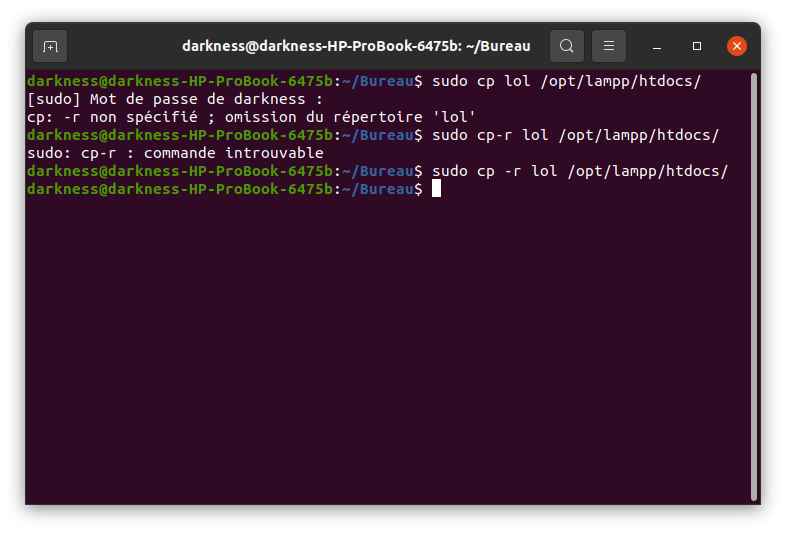 darkness@darkness-HP-ProBook-6475b: ~/Bureau
darkness@darkness-HP-ProBook-6475b:~/Bureau$ sudo cp lol /opt/lampp/htdocs/
[sudo] Mot de passe de darkness :
cp: -r non spécifié ; omission du répertoire 'lol'
darkness@darkness-HP-ProBook-6475b:~/Bureau$ sudo cp-r lol /opt/lampp/htdocs/
sudo: cp-r : commande introuvable
darkness@darkness-HP-ProBook-6475b:~/Bureau$ sudo cp -r lol /opt/lampp/htdocs/
darkness@darkness-HP-ProBook-6475b:~/Bureau$